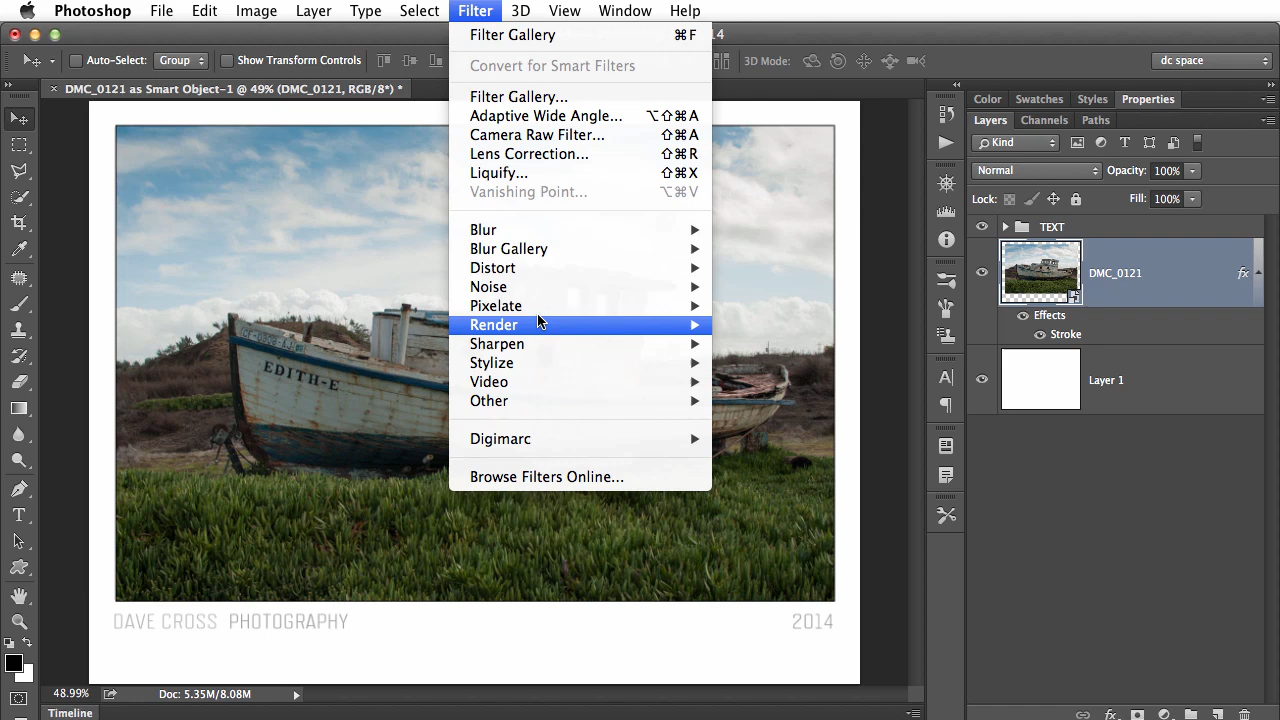 Photoshop File Edit Image Layer Type Select Filter 3D View Window Help
14
Auto-Select: Group Show Transform Controls 3D Mode: dc space
× DMC_0121 as Smart Object-1 @ 49% (DMC_0121, RGB/8*) *
Filter Gallery ⌘F
Convert for Smart Filters
Filter Gallery...
Adaptive Wide Angle... ⌥⇧⌘A
Camera Raw Filter... ⇧⌘A
Lens Correction... ⇧⌘R
Liquify... ⇧⌘X
Vanishing Point... ⌥⌘V
Blur
Blur Gallery
Distort
Noise
Pixelate
Render
Sharpen
Stylize
Video
Other
Digimarc
Browse Filters Online...
EDITH-E
DAVE CROSS PHOTOGRAPHY 2014
Color Swatches Styles Properties
Layers Channels Paths
Kind
Normal Opacity: 100%
Lock: Fill: 100%
TEXT
DMC_0121 fx
Effects
Stroke
Layer 1
48.99% Doc: 5.35M/8.08M
Timeline
fx